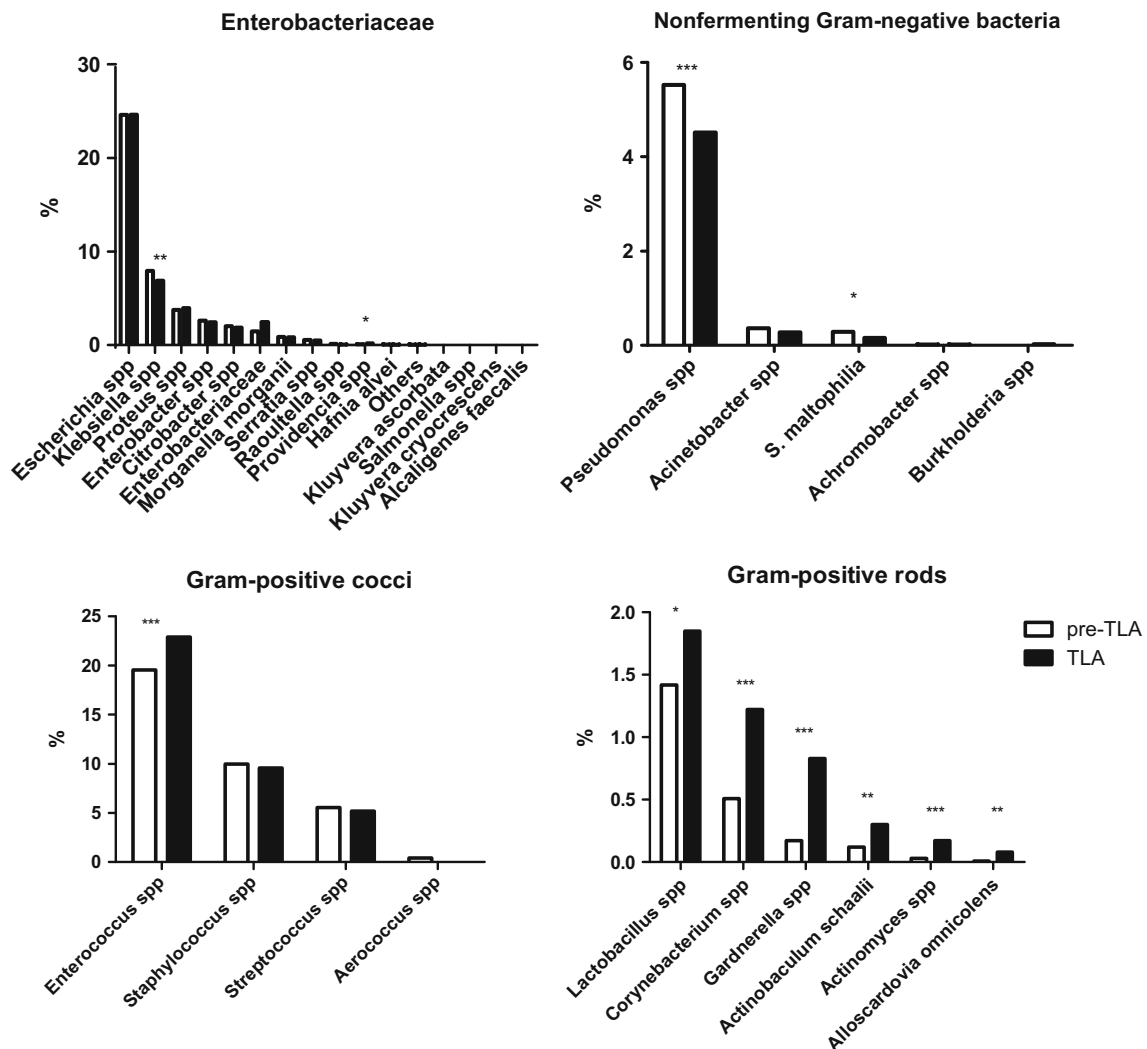 Enterobacteriaceae
30
20
10
0
%
**
*
Escherichia spp
Klebsiella spp
Proteus spp
Enterobacter spp
Citrobacter spp
Enterobacteriaceae
Morganella morganii
Serratia spp
Raoultella spp
Providencia spp
Hafnia alvei
Others
Kluyvera ascorbata
Salmonella spp
Kluyvera cryocrescens
Alcaligenes faecalis
Nonfermenting Gram-negative bacteria
6
4
2
0
%
***
*
Pseudomonas spp
Acinetobacter spp
S. maltophilia
Achromobacter spp
Burkholderia spp
Gram-positive cocci
25
20
15
10
5
0
%
***
Enterococcus spp
Staphylococcus spp
Streptococcus spp
Aerococcus spp
Gram-positive rods
2.0
1.5
1.0
0.5
0.0
%
*
***
***
**
***
**
Lactobacillus spp
Corynebacterium spp
Gardnerella spp
Actinobaculum schaalii
Actinomyces spp
Alloscardovia omnicolens
pre-TLA
TLA